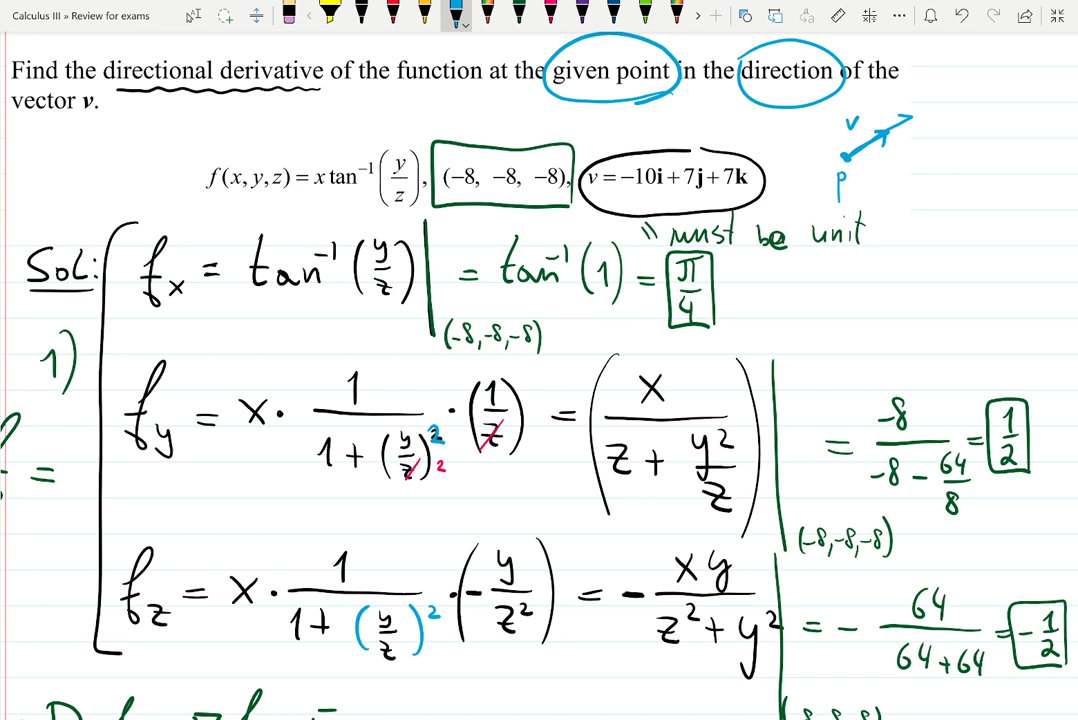 Calculus III » Review for exams
Find the directional derivative of the function at the given point in the direction of the
vector v.
f(x, y, z) = x tan⁻¹(y/z), (−8, −8, −8), v = −10i + 7j + 7k
v
P
must be unit
Sol:
1)
f_x = tan⁻¹(y/z) |(-8,-8,-8) = tan⁻¹(1) = π/4
f_y = x · 1/(1 + (y/z)²) · (1/z) = (x/(z + y²/z)) |(-8,-8,-8) = -8/(-8 - 64/8) = 1/2
=
f_z = x · 1/(1 + (y/z)²) · (-y/z²) = - xy/(z² + y²) | = - 64/(64+64) = -1/2